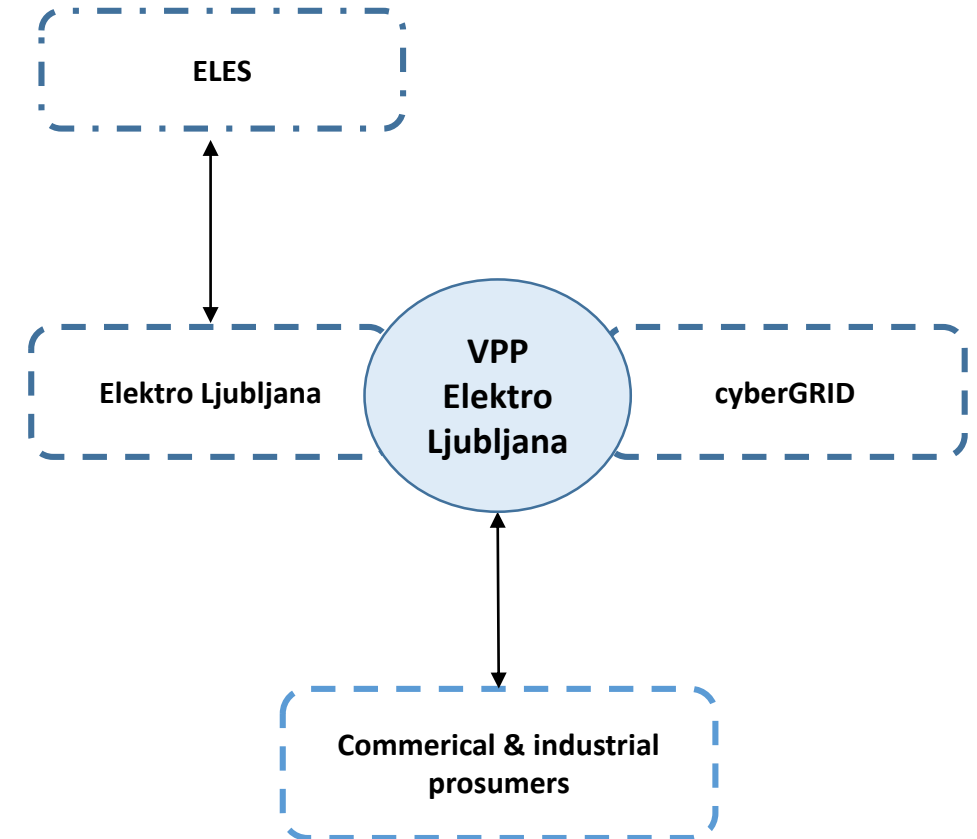 ELES
Elektro Ljubljana
VPP
Elektro
Ljubljana
cyberGRID
Commerical & industrial
prosumers